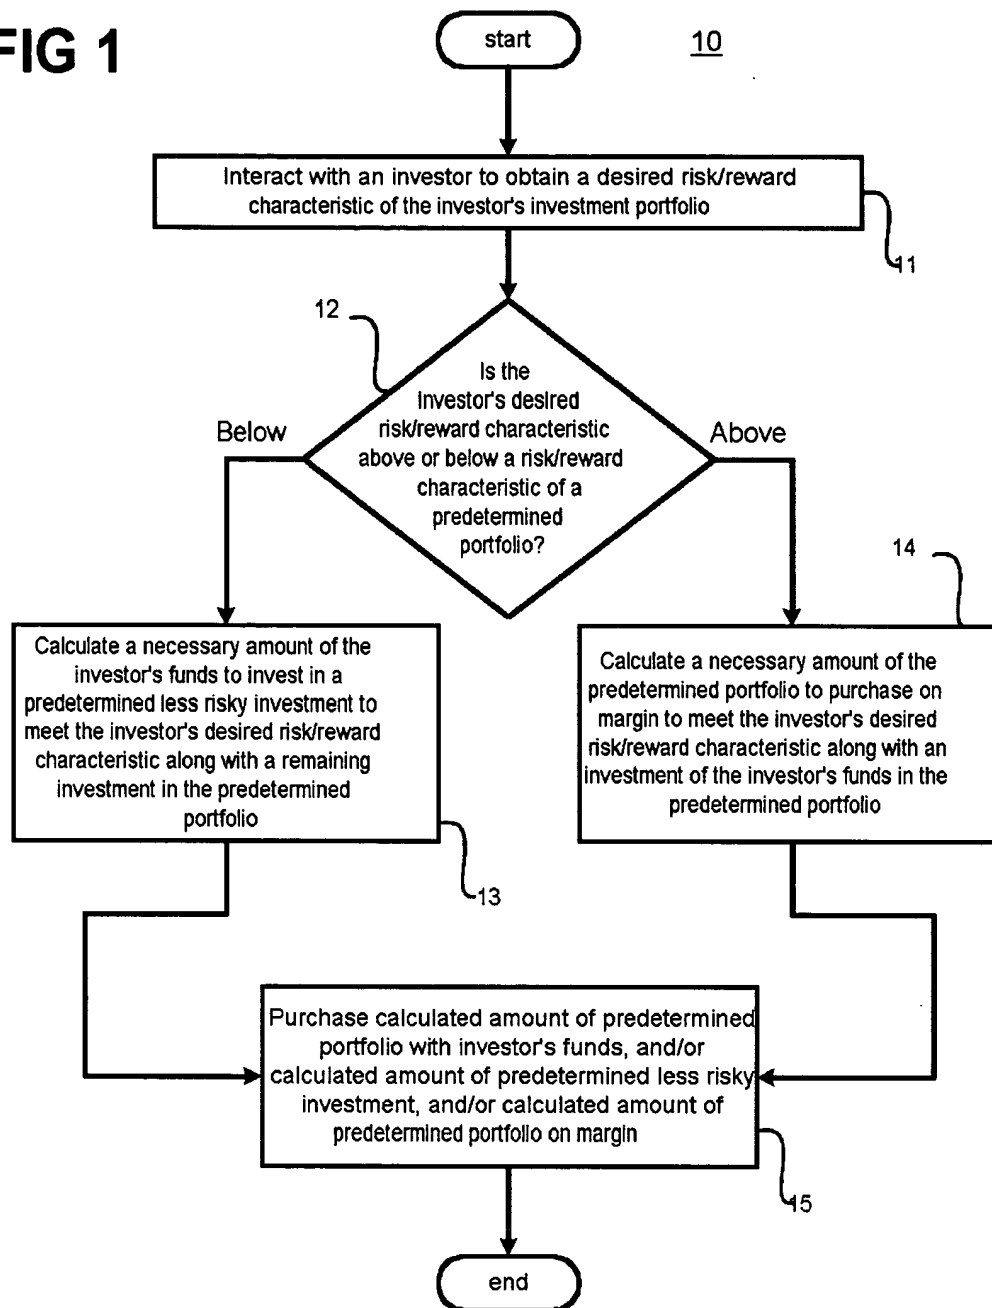 FIG 1
start
10
Interact with an investor to obtain a desired risk/reward
characteristic of the investor's investment portfolio
11
12
Is the
investor's desired
risk/reward characteristic
above or below a risk/reward
characteristic of a
predetermined
portfolio?
Below
Above
14
Calculate a necessary amount of the
investor's funds to invest in a
predetermined less risky investment to
meet the investor's desired risk/reward
characteristic along with a remaining
investment in the predetermined
portfolio
13
Calculate a necessary amount of the
predetermined portfolio to purchase on
margin to meet the investor's desired
risk/reward characteristic along with an
investment of the investor's funds in the
predetermined portfolio
Purchase calculated amount of predetermined
portfolio with investor's funds, and/or
calculated amount of predetermined less risky
investment, and/or calculated amount of
predetermined portfolio on margin
15
end